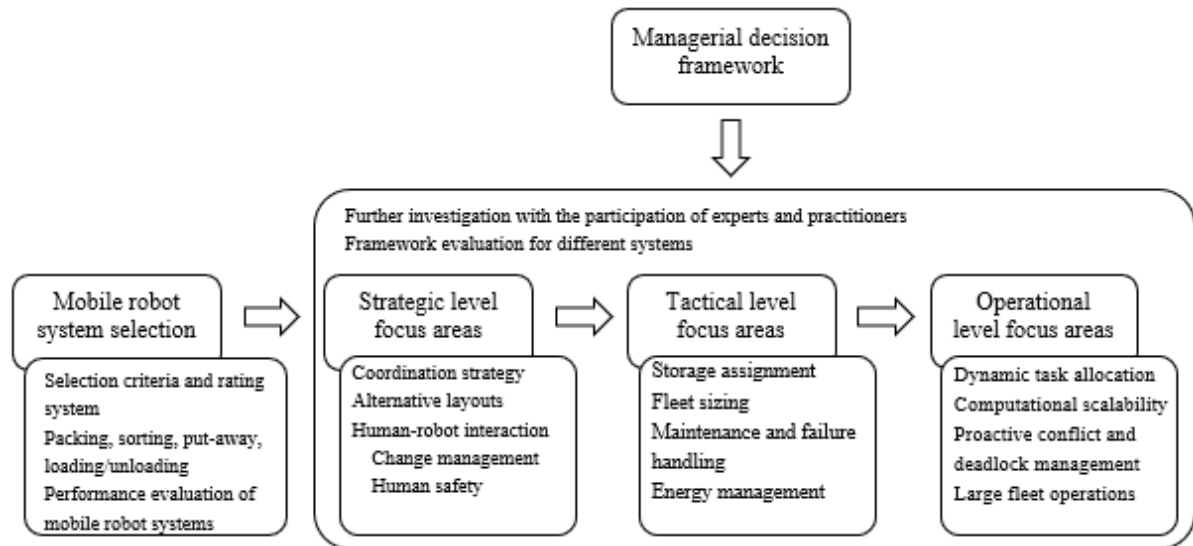 Managerial decision
framework
Further investigation with the participation of experts and practitioners
Framework evaluation for different systems
Mobile robot
system selection
Selection criteria and rating
system
Packing, sorting, put-away,
loading/unloading
Performance evaluation of
mobile robot systems
Strategic level
focus areas
Coordination strategy
Alternative layouts
Human-robot interaction
Change management
Human safety
Tactical level
focus areas
Storage assignment
Fleet sizing
Maintenance and failure
handling
Energy management
Operational
level focus areas
Dynamic task allocation
Computational scalability
Proactive conflict and
deadlock management
Large fleet operations